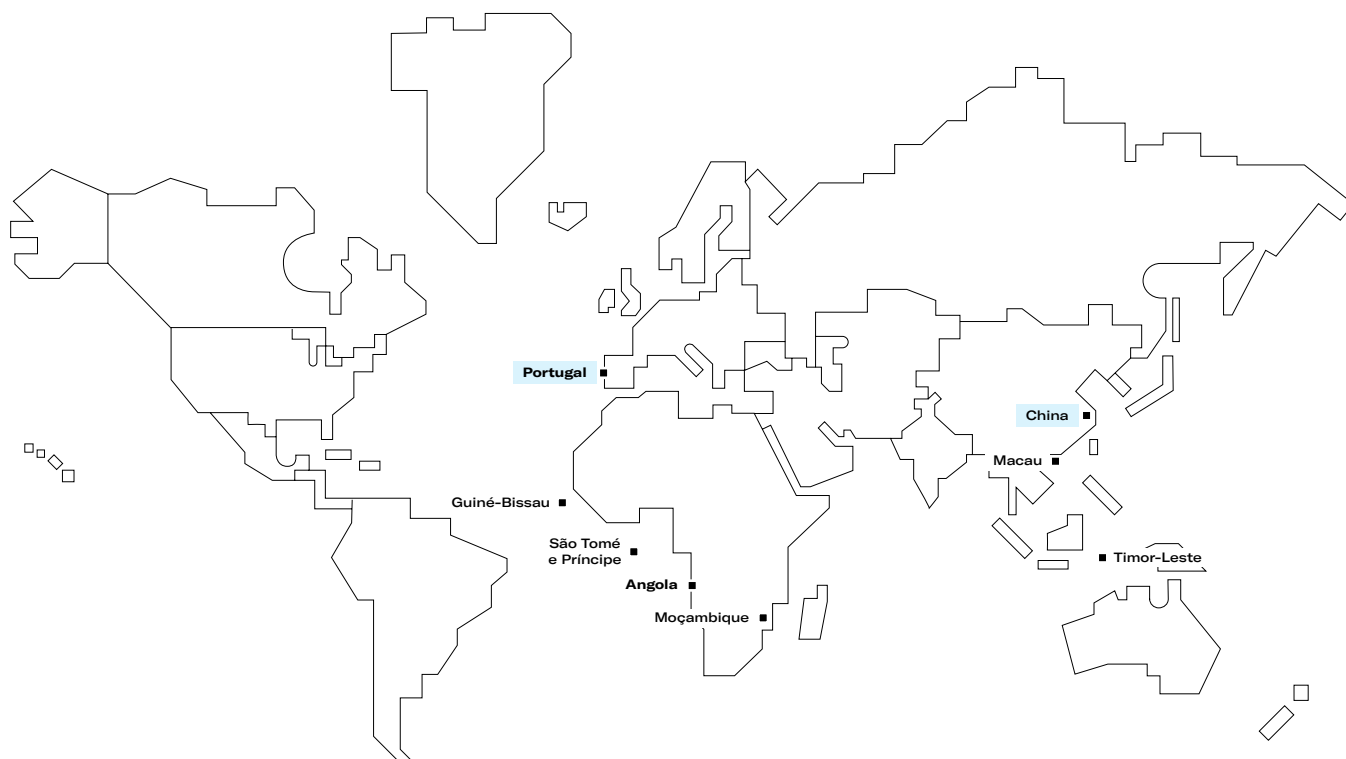 Portugal
China
Macau
Guiné-Bissau
São Tomé
e Príncipe
Timor-Leste
Angola
Moçambique